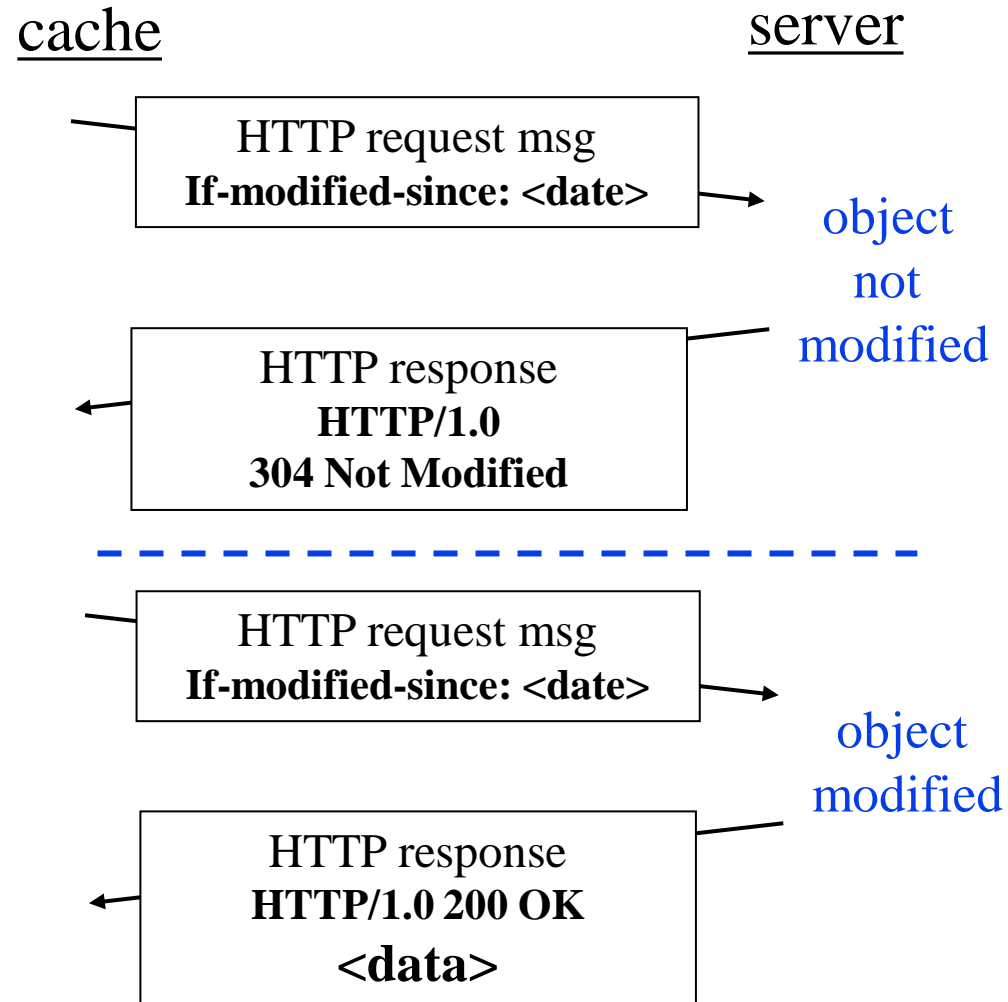 cache
server
HTTP request msg
If-modified-since: <date>
object
not
modified
HTTP response
HTTP/1.0
304 Not Modified
HTTP request msg
If-modified-since: <date>
object
modified
HTTP response
HTTP/1.0 200 OK
<data>